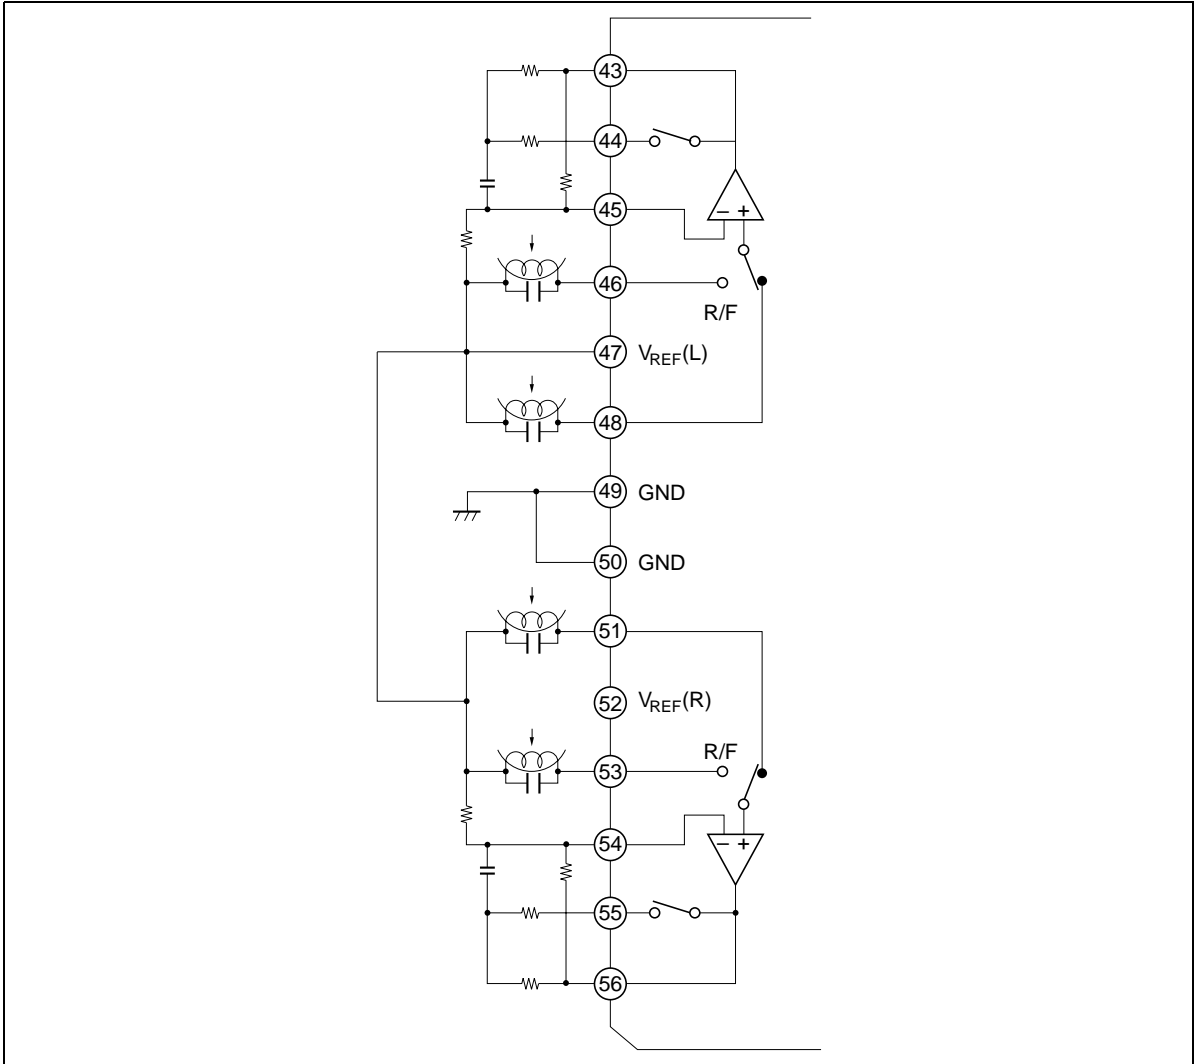 43
44
− +
45
46
R/F
47 VREF(L)
48
49 GND
50 GND
51
52 VREF(R)
R/F
53
54
− +
55
56